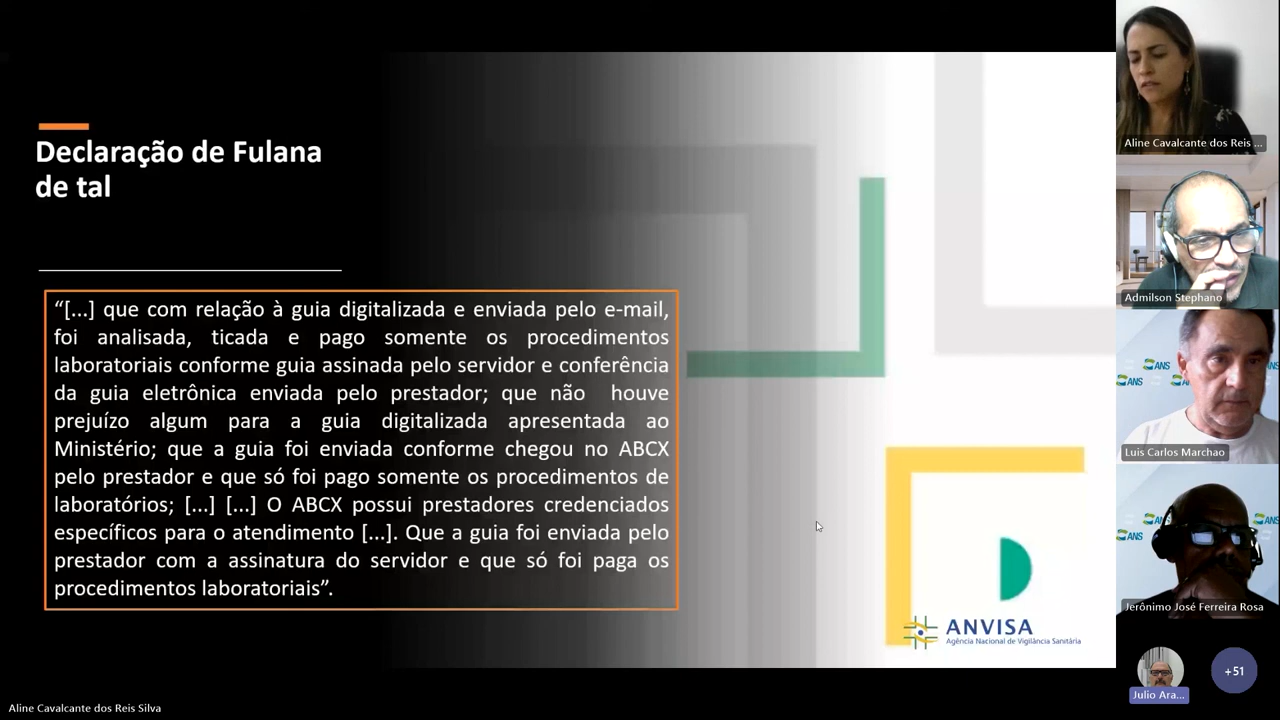 Declaração de Fulana
de tal
“[...] que com relação à guia digitalizada e enviada pelo e-mail,
foi analisada, ticada e pago somente os procedimentos
laboratoriais conforme guia assinada pelo servidor e conferência
da guia eletrônica enviada pelo prestador; que não houve
prejuízo algum para a guia digitalizada apresentada ao
Ministério; que a guia foi enviada conforme chegou no ABCX
pelo prestador e que só foi pago somente os procedimentos de
laboratórios; [...] [...] O ABCX possui prestadores credenciados
específicos para o atendimento [...]. Que a guia foi enviada pelo
prestador com a assinatura do servidor e que só foi paga os
procedimentos laboratoriais”.
ANVISA
Agência Nacional de Vigilância Sanitária
Aline Cavalcante dos Reis ...
Admilson Stephano
ANS
ANS
ANS
Luis Carlos Marchao
ANS
ANS
ANS
Jerônimo José Ferreira Rosa
Julio Ara...
+51
Aline Cavalcante dos Reis Silva